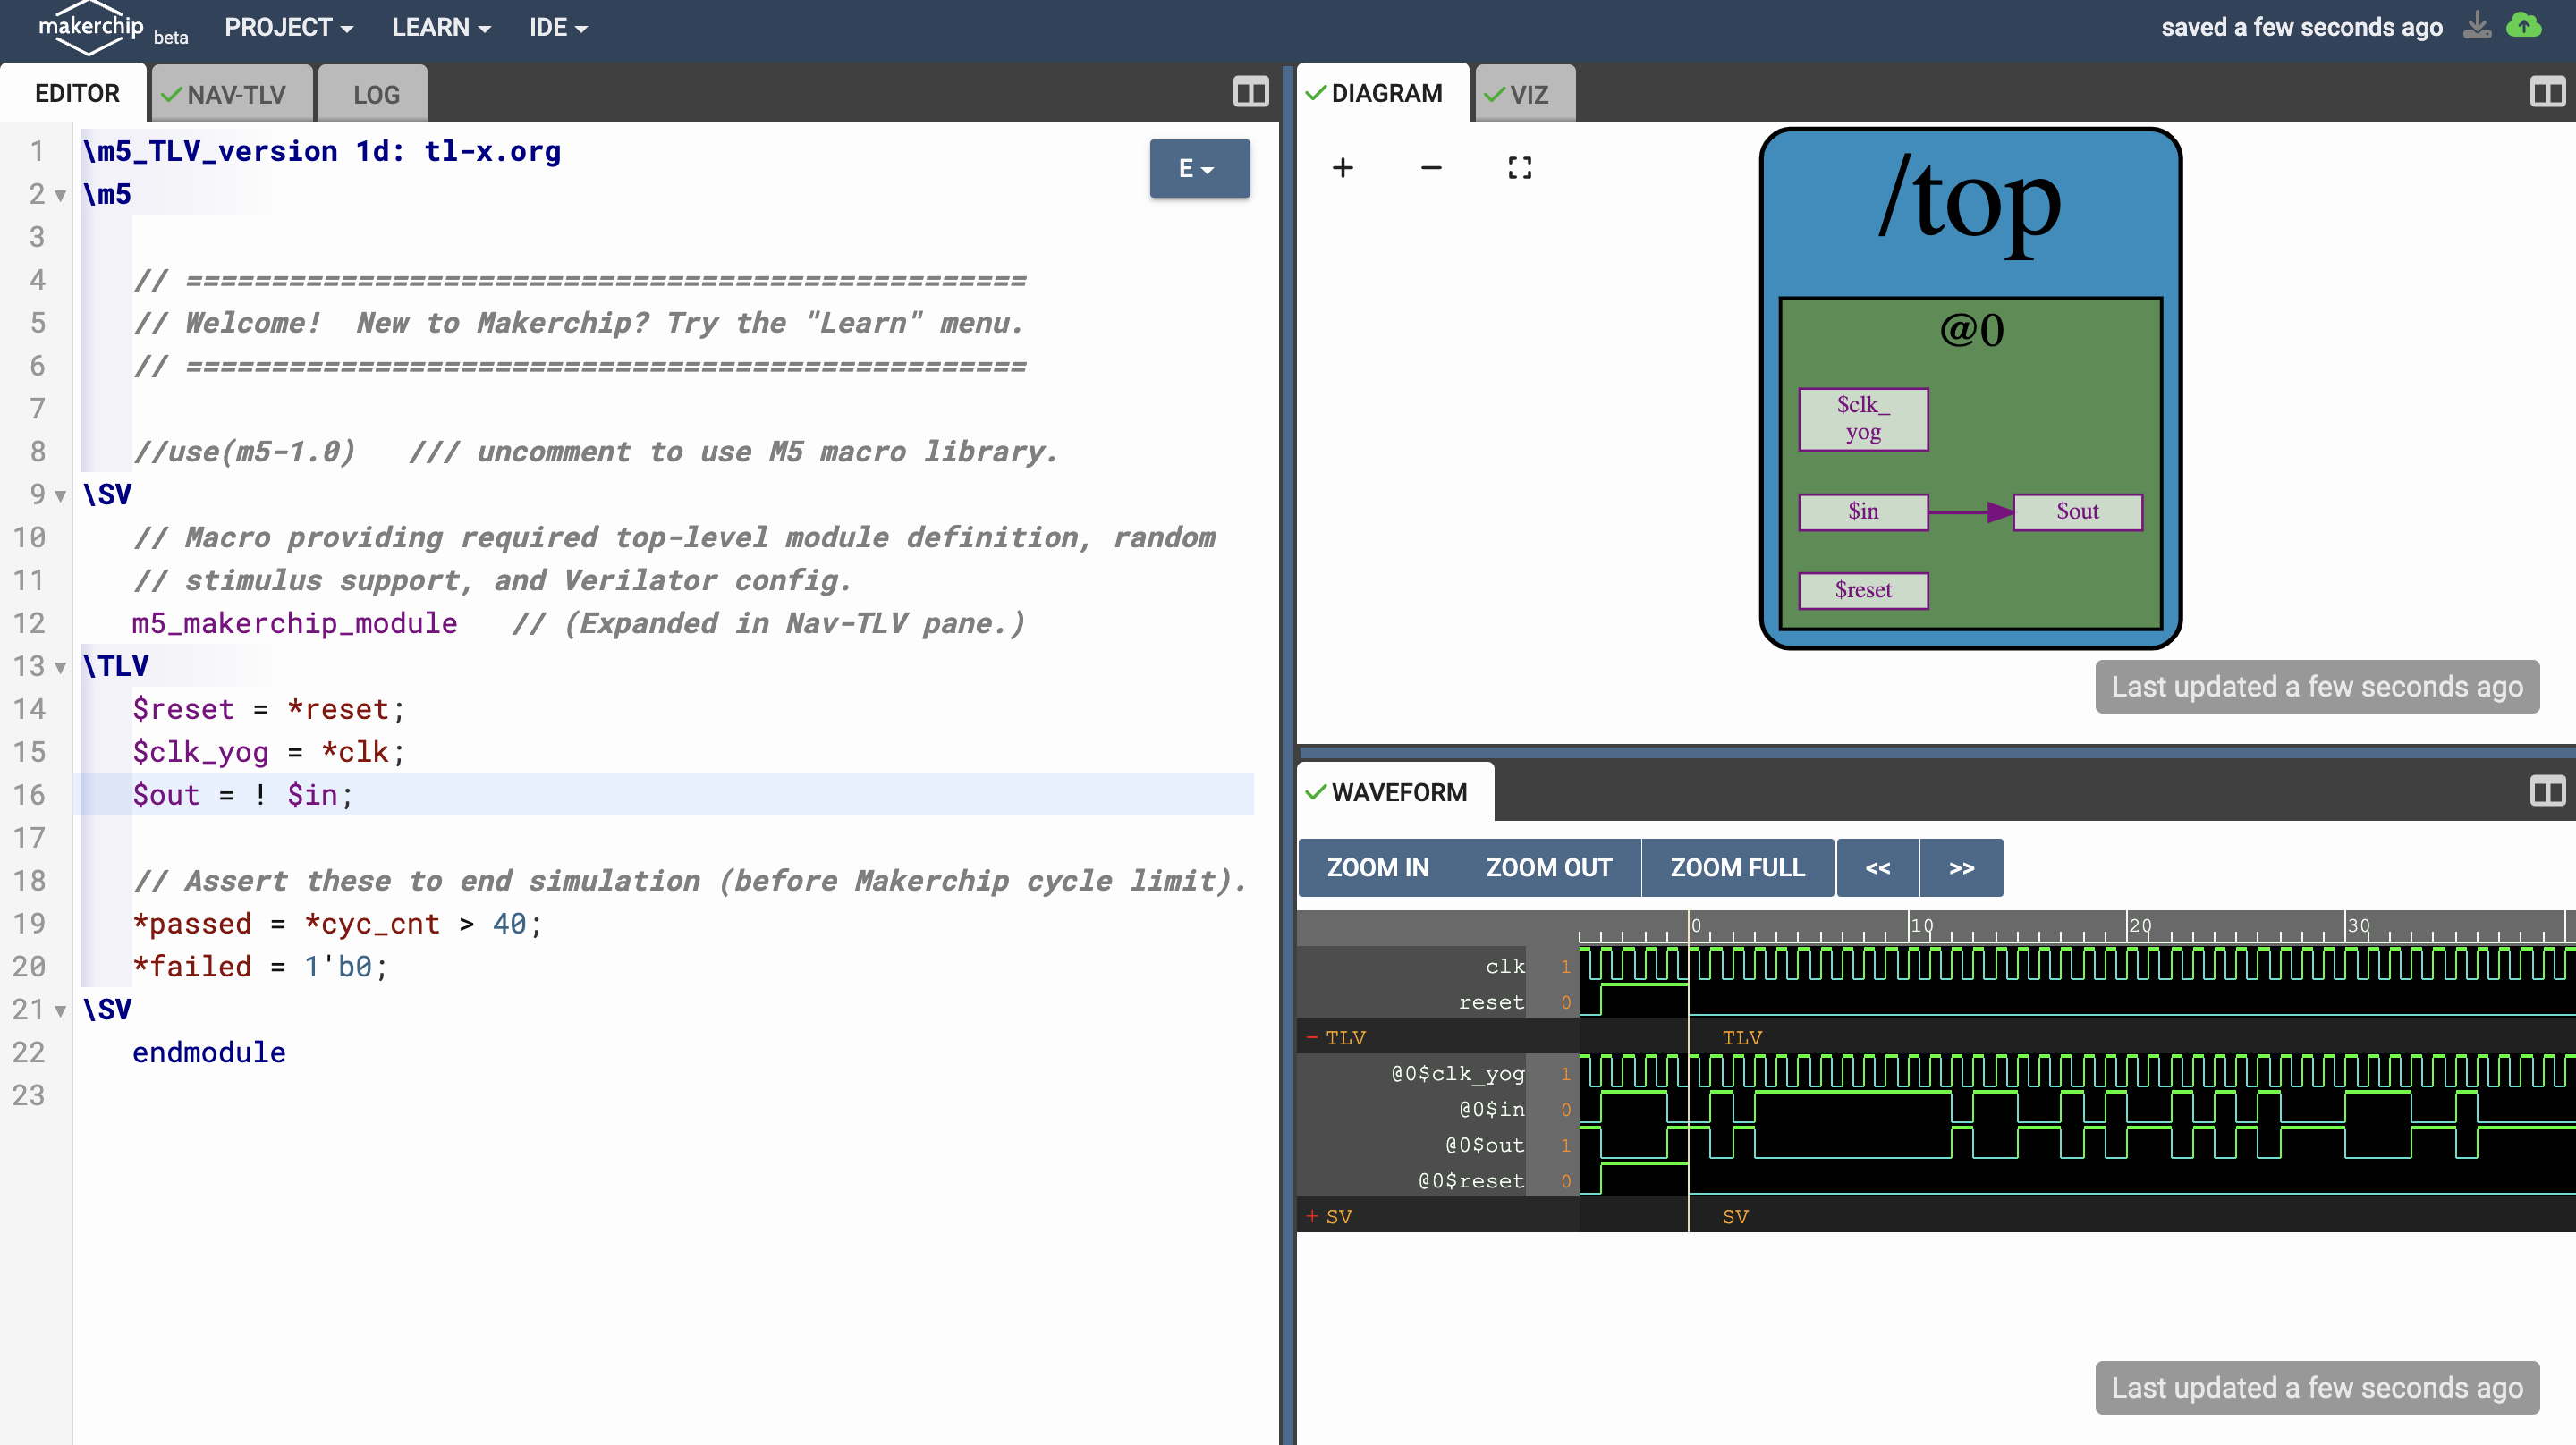 makerchip beta PROJECT LEARN IDE saved a few seconds ago
EDITOR NAV-TLV LOG
1 \m5_TLV_version 1d: tl-x.org
E
2 \m5
3
4 // =================================================
5 // Welcome!  New to Makerchip? Try the "Learn" menu.
6 // =================================================
7
8 //use(m5-1.0)   /// uncomment to use M5 macro library.
9 \SV
10 // Macro providing required top-level module definition, random
11 // stimulus support, and Verilator config.
12 m5_makerchip_module   // (Expanded in Nav-TLV pane.)
13 \TLV
14 $reset = *reset;
15 $clk_yog = *clk;
16 $out = ! $in;
17
18 // Assert these to end simulation (before Makerchip cycle limit).
19 *passed = *cyc_cnt > 40;
20 *failed = 1'b0;
21 \SV
22 endmodule
23
DIAGRAM VIZ
+ −
/top
@0
$clk_
yog
$in $out
$reset
Last updated a few seconds ago
WAVEFORM
ZOOM IN ZOOM OUT ZOOM FULL << >>
0 10 20 30
clk 1
reset 0
− TLV TLV
@0$clk_yog 1
@0$in 0
@0$out 1
@0$reset 0
+ SV SV
Last updated a few seconds ago